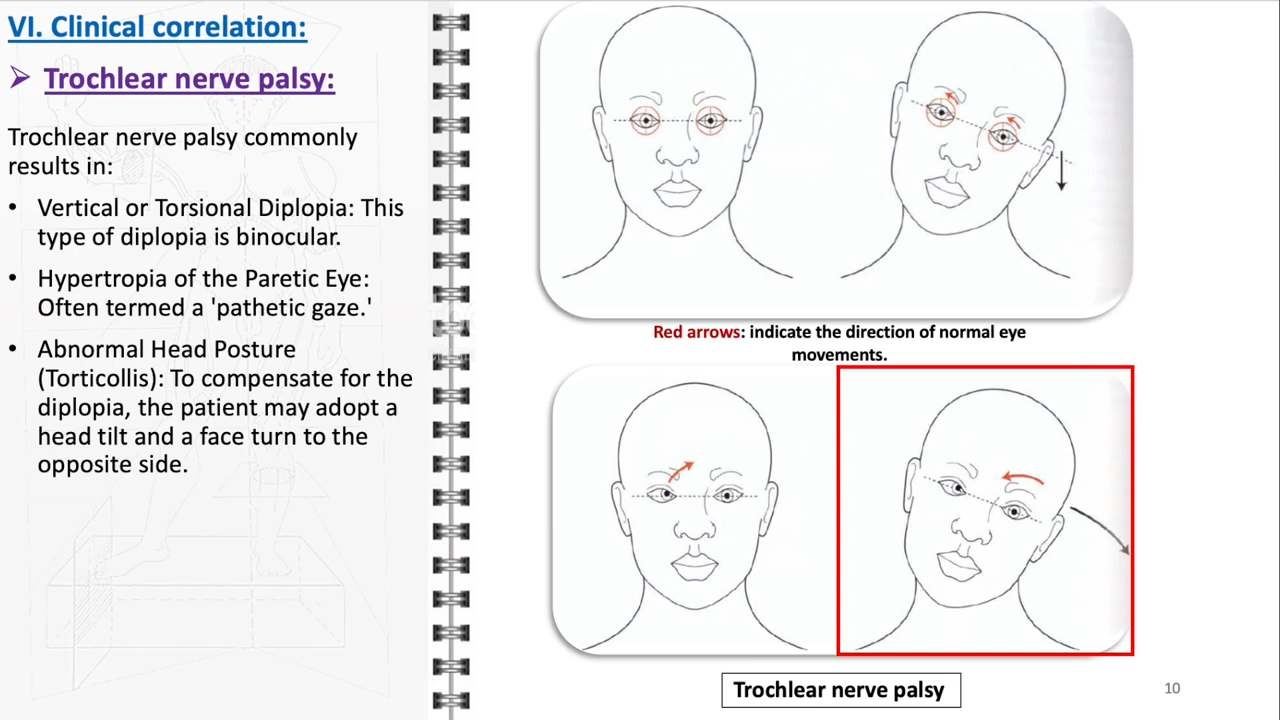 VI. Clinical correlation:
➢ Trochlear nerve palsy:
Trochlear nerve palsy commonly
results in:
• Vertical or Torsional Diplopia: This
type of diplopia is binocular.
• Hypertropia of the Paretic Eye:
Often termed a 'pathetic gaze.'
• Abnormal Head Posture
(Torticollis): To compensate for the
diplopia, the patient may adopt a
head tilt and a face turn to the
opposite side.
Red arrows: indicate the direction of normal eye
movements.
Trochlear nerve palsy
10